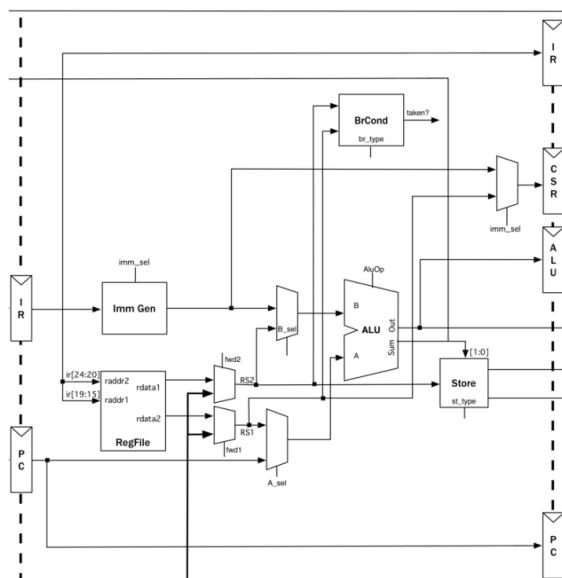 I
R
BrCond
taken?
br_type
C
S
R
imm_sel
A
L
U
imm_sel
AluOp
I
R
Imm Gen
B
B_sel
ALU
Out
Sum
A
[1:0]
fwd2
ir[24:20]
raddr2
rdata1
RS2
Store
ir[19:15]
raddr1
st_type
rdata2
RS1
RegFile
fwd1
P
C
A_sel
P
C